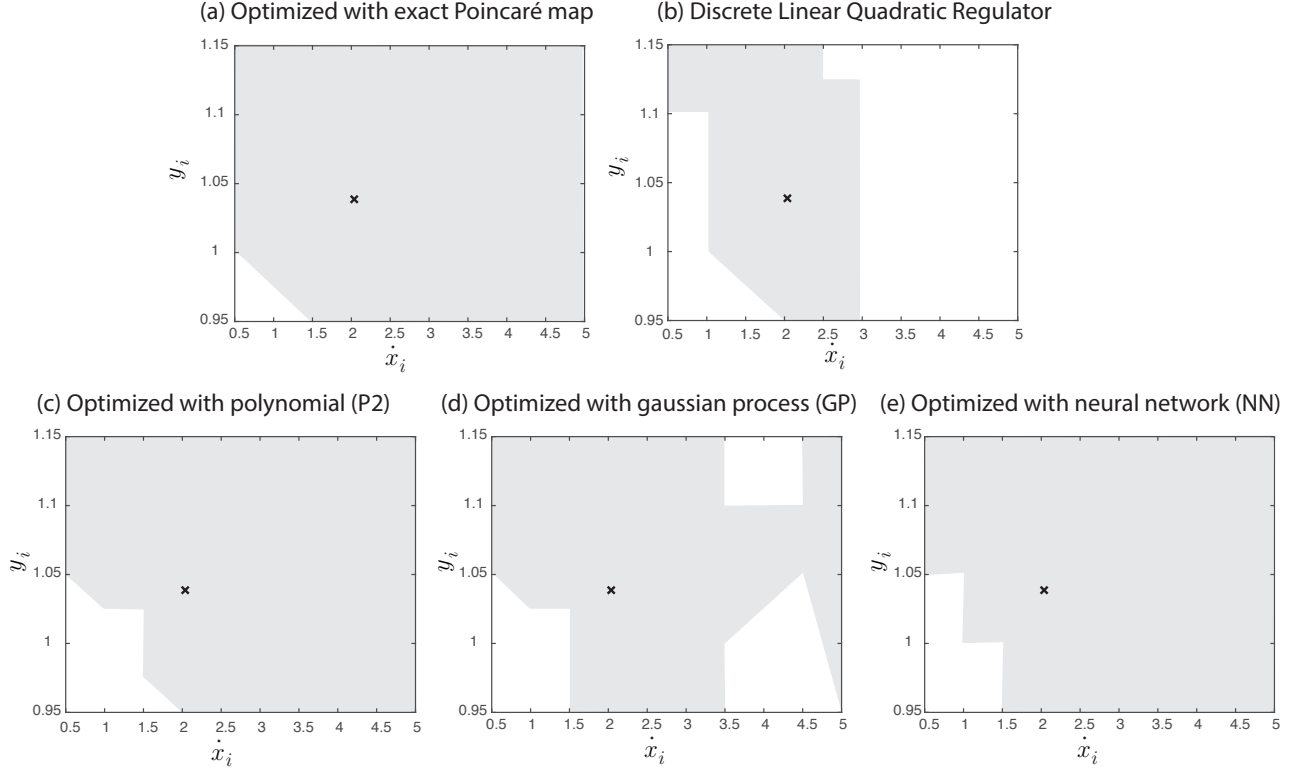 (a) Optimized with exact Poincaré map
(b) Discrete Linear Quadratic Regulator
1.15
1.1
1.05
1
0.95
y_i
0.5 1 1.5 2 2.5 3 3.5 4 4.5 5
ẋ_i
1.15
1.1
1.05
1
0.95
y_i
0.5 1 1.5 2 2.5 3 3.5 4 4.5 5
ẋ_i
(c) Optimized with polynomial (P2)
(d) Optimized with gaussian process (GP)
(e) Optimized with neural network (NN)
1.15
1.1
1.05
1
0.95
y_i
0.5 1 1.5 2 2.5 3 3.5 4 4.5 5
ẋ_i
1.15
1.1
1.05
1
0.95
y_i
0.5 1 1.5 2 2.5 3 3.5 4 4.5 5
ẋ_i
1.15
1.1
1.05
1
0.95
y_i
0.5 1 1.5 2 2.5 3 3.5 4 4.5 5
ẋ_i